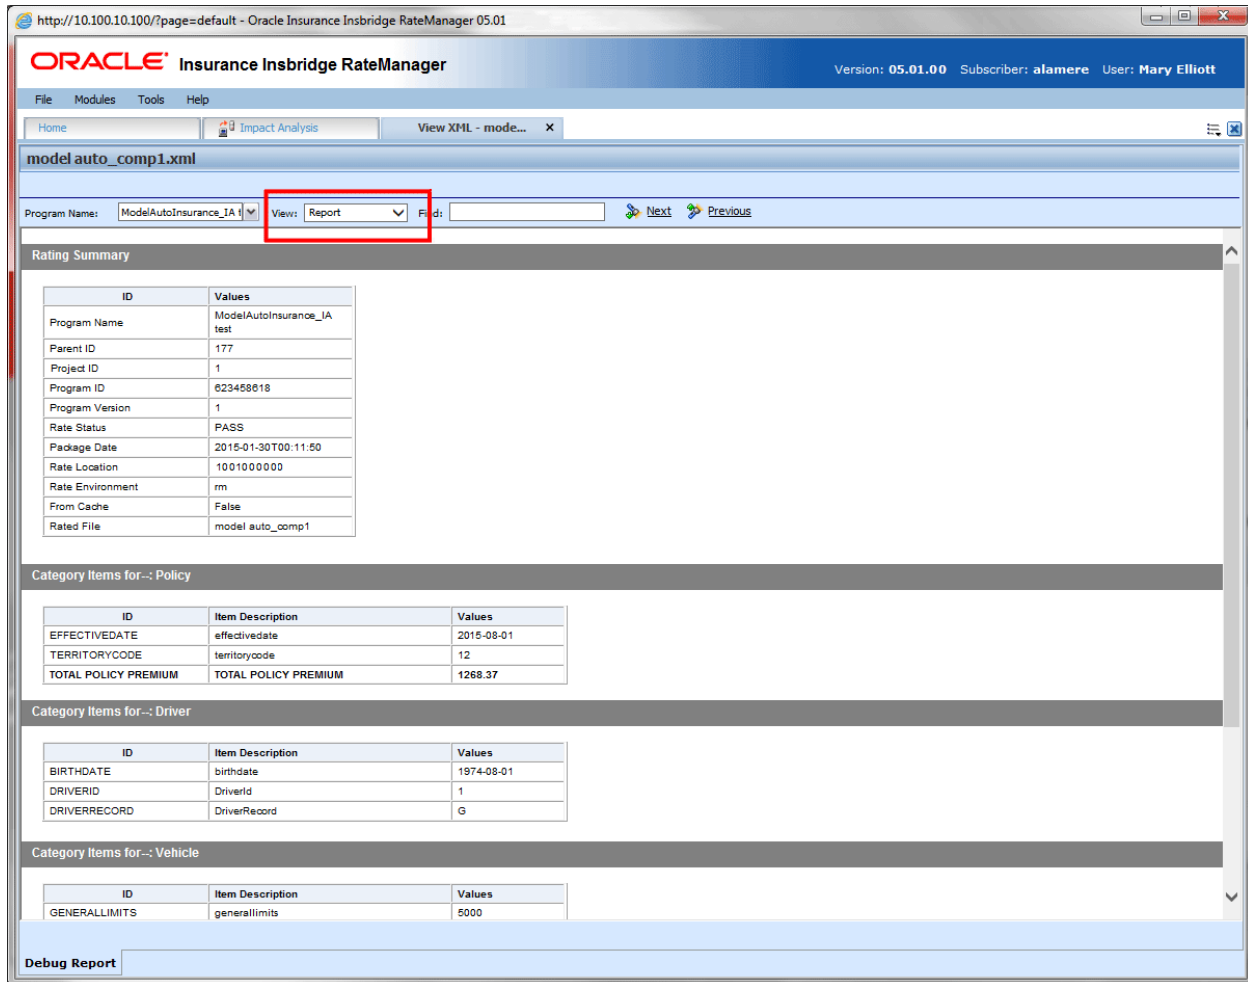 http://10.100.10.100/?page=default - Oracle Insurance Insbridge RateManager 05.01
ORACLE Insurance Insbridge RateManager
Version: 05.01.00 Subscriber: alamere User: Mary Elliott
File Modules Tools Help
Home Impact Analysis View XML - mode... x
model auto_comp1.xml
Program Name: ModelAutoInsurance_IA t View: Report Find: Next Previous
Rating Summary
ID Values
Program Name ModelAutoInsurance_IA test
Parent ID 177
Project ID 1
Program ID 623458618
Program Version 1
Rate Status PASS
Package Date 2015-01-30T00:11:50
Rate Location 1001000000
Rate Environment rm
From Cache False
Rated File model auto_comp1
Category Items for--: Policy
ID Item Description Values
EFFECTIVEDATE effectivedate 2015-08-01
TERRITORYCODE territorycode 12
TOTAL POLICY PREMIUM TOTAL POLICY PREMIUM 1268.37
Category Items for--: Driver
ID Item Description Values
BIRTHDATE birthdate 1974-08-01
DRIVERID DriverId 1
DRIVERRECORD DriverRecord G
Category Items for--: Vehicle
ID Item Description Values
GENERALLIMITS generallimits 5000
Debug Report